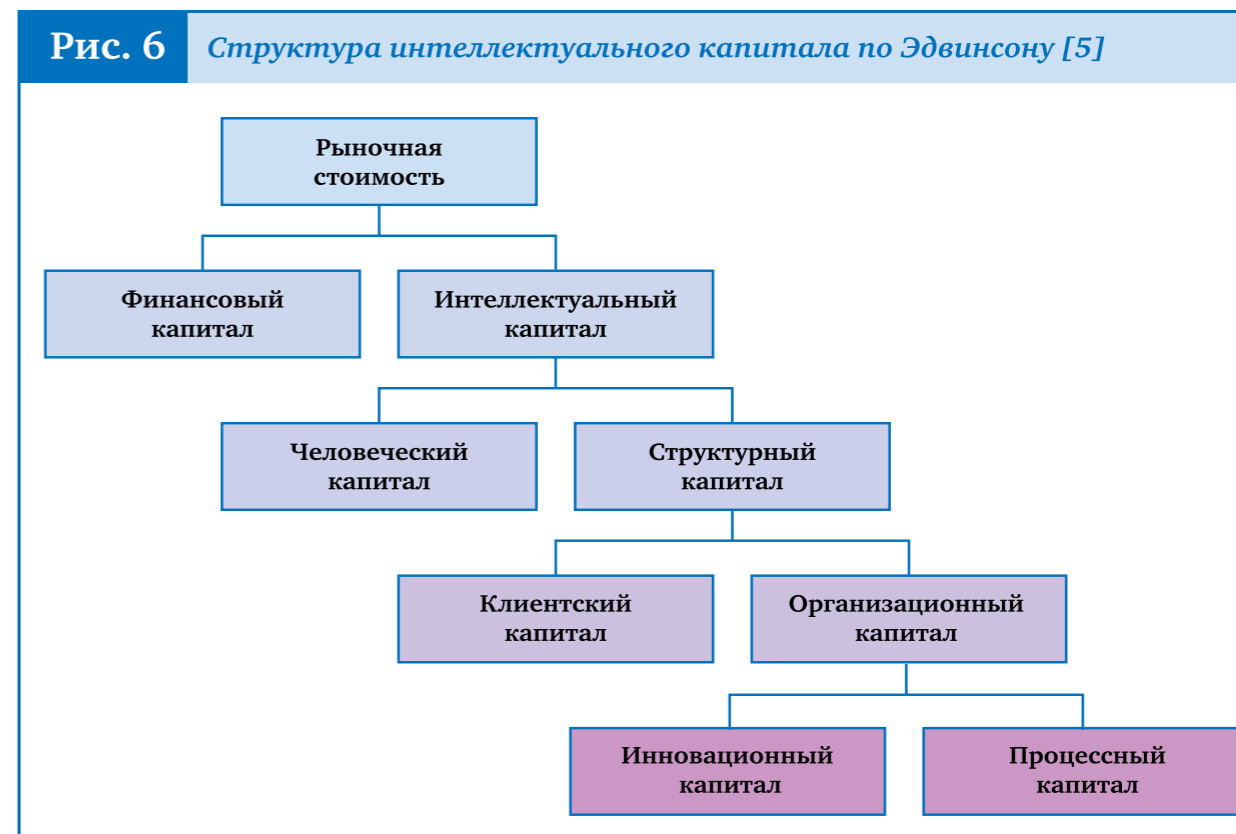 Рис. 6
Структура интеллектуального капитала по Эдвинсону [5]
Рыночная
стоимость
Финансовый
капитал
Интеллектуальный
капитал
Человеческий
капитал
Структурный
капитал
Клиентский
капитал
Организационный
капитал
Инновационный
капитал
Процессный
капитал